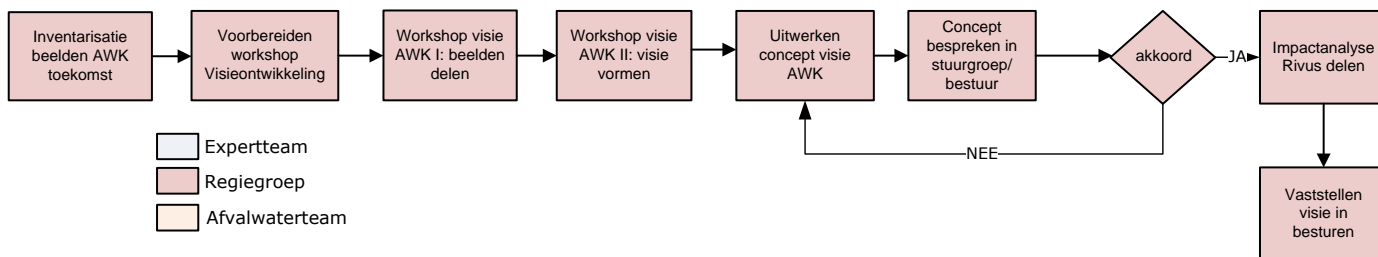 Inventarisatie
beelden AWK
toekomst
Voorbereiden
workshop
Visieontwikkeling
Workshop visie
AWK I: beelden
delen
Workshop visie
AWK II: visie
vormen
Uitwerken
concept visie
AWK
Concept
bespreken in
stuurgroep/
bestuur
akkoord
JA
Impactanalyse
Rivus delen
NEE
Expertteam
Regiegroep
Afvalwaterteam
Vaststellen
visie in
besturen